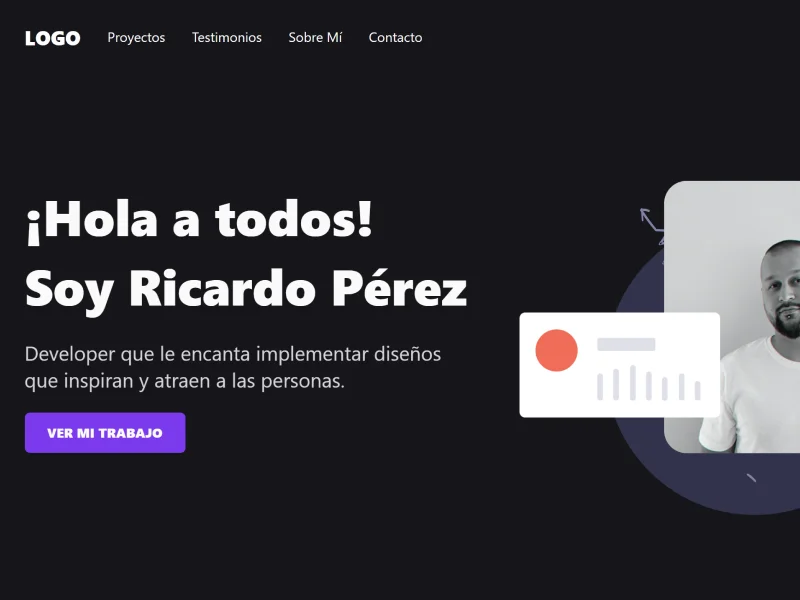 LOGO Proyectos Testimonios Sobre Mí Contacto
¡Hola a todos!
Soy Ricardo Pérez
Developer que le encanta implementar diseños
que inspiran y atraen a las personas.
VER MI TRABAJO